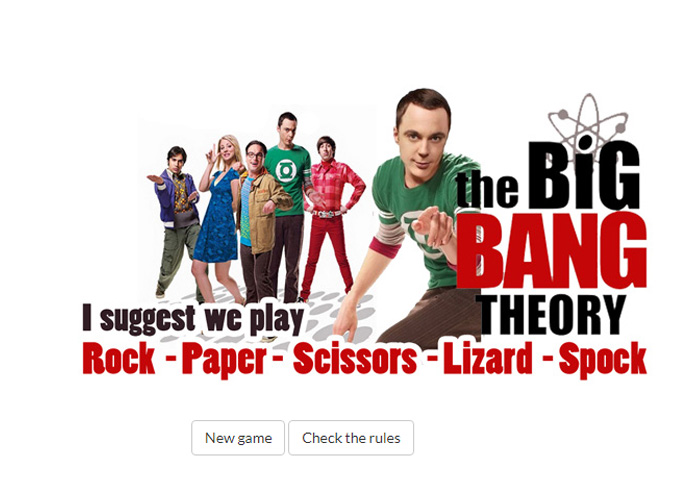 the BiG
BANG
THEORY
I suggest we play
Rock - Paper - Scissors - Lizard - Spock
New game
Check the rules